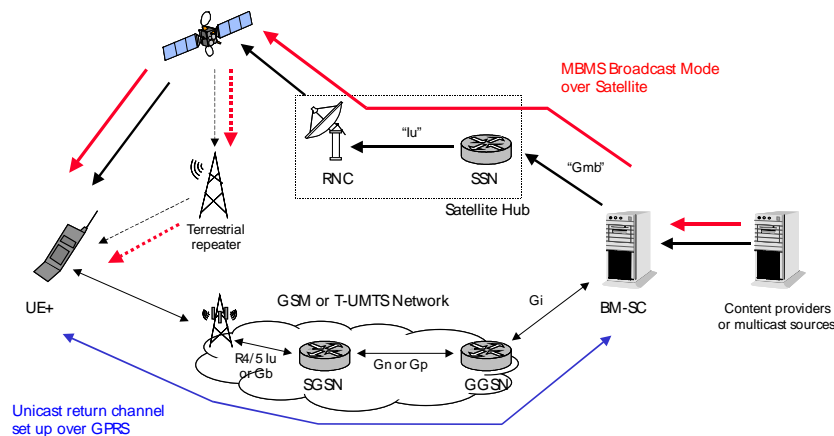 MBMS Broadcast Mode
over Satellite
“Iu”
“Gmb”
RNC
SSN
Satellite Hub
Terrestrial
repeater
UE+
GSM or T-UMTS Network
Gi
BM-SC
Content providers
or multicast sources
R4/5 Iu
or Gb
Gn or Gp
SGSN
GGSN
Unicast return channel
set up over GPRS